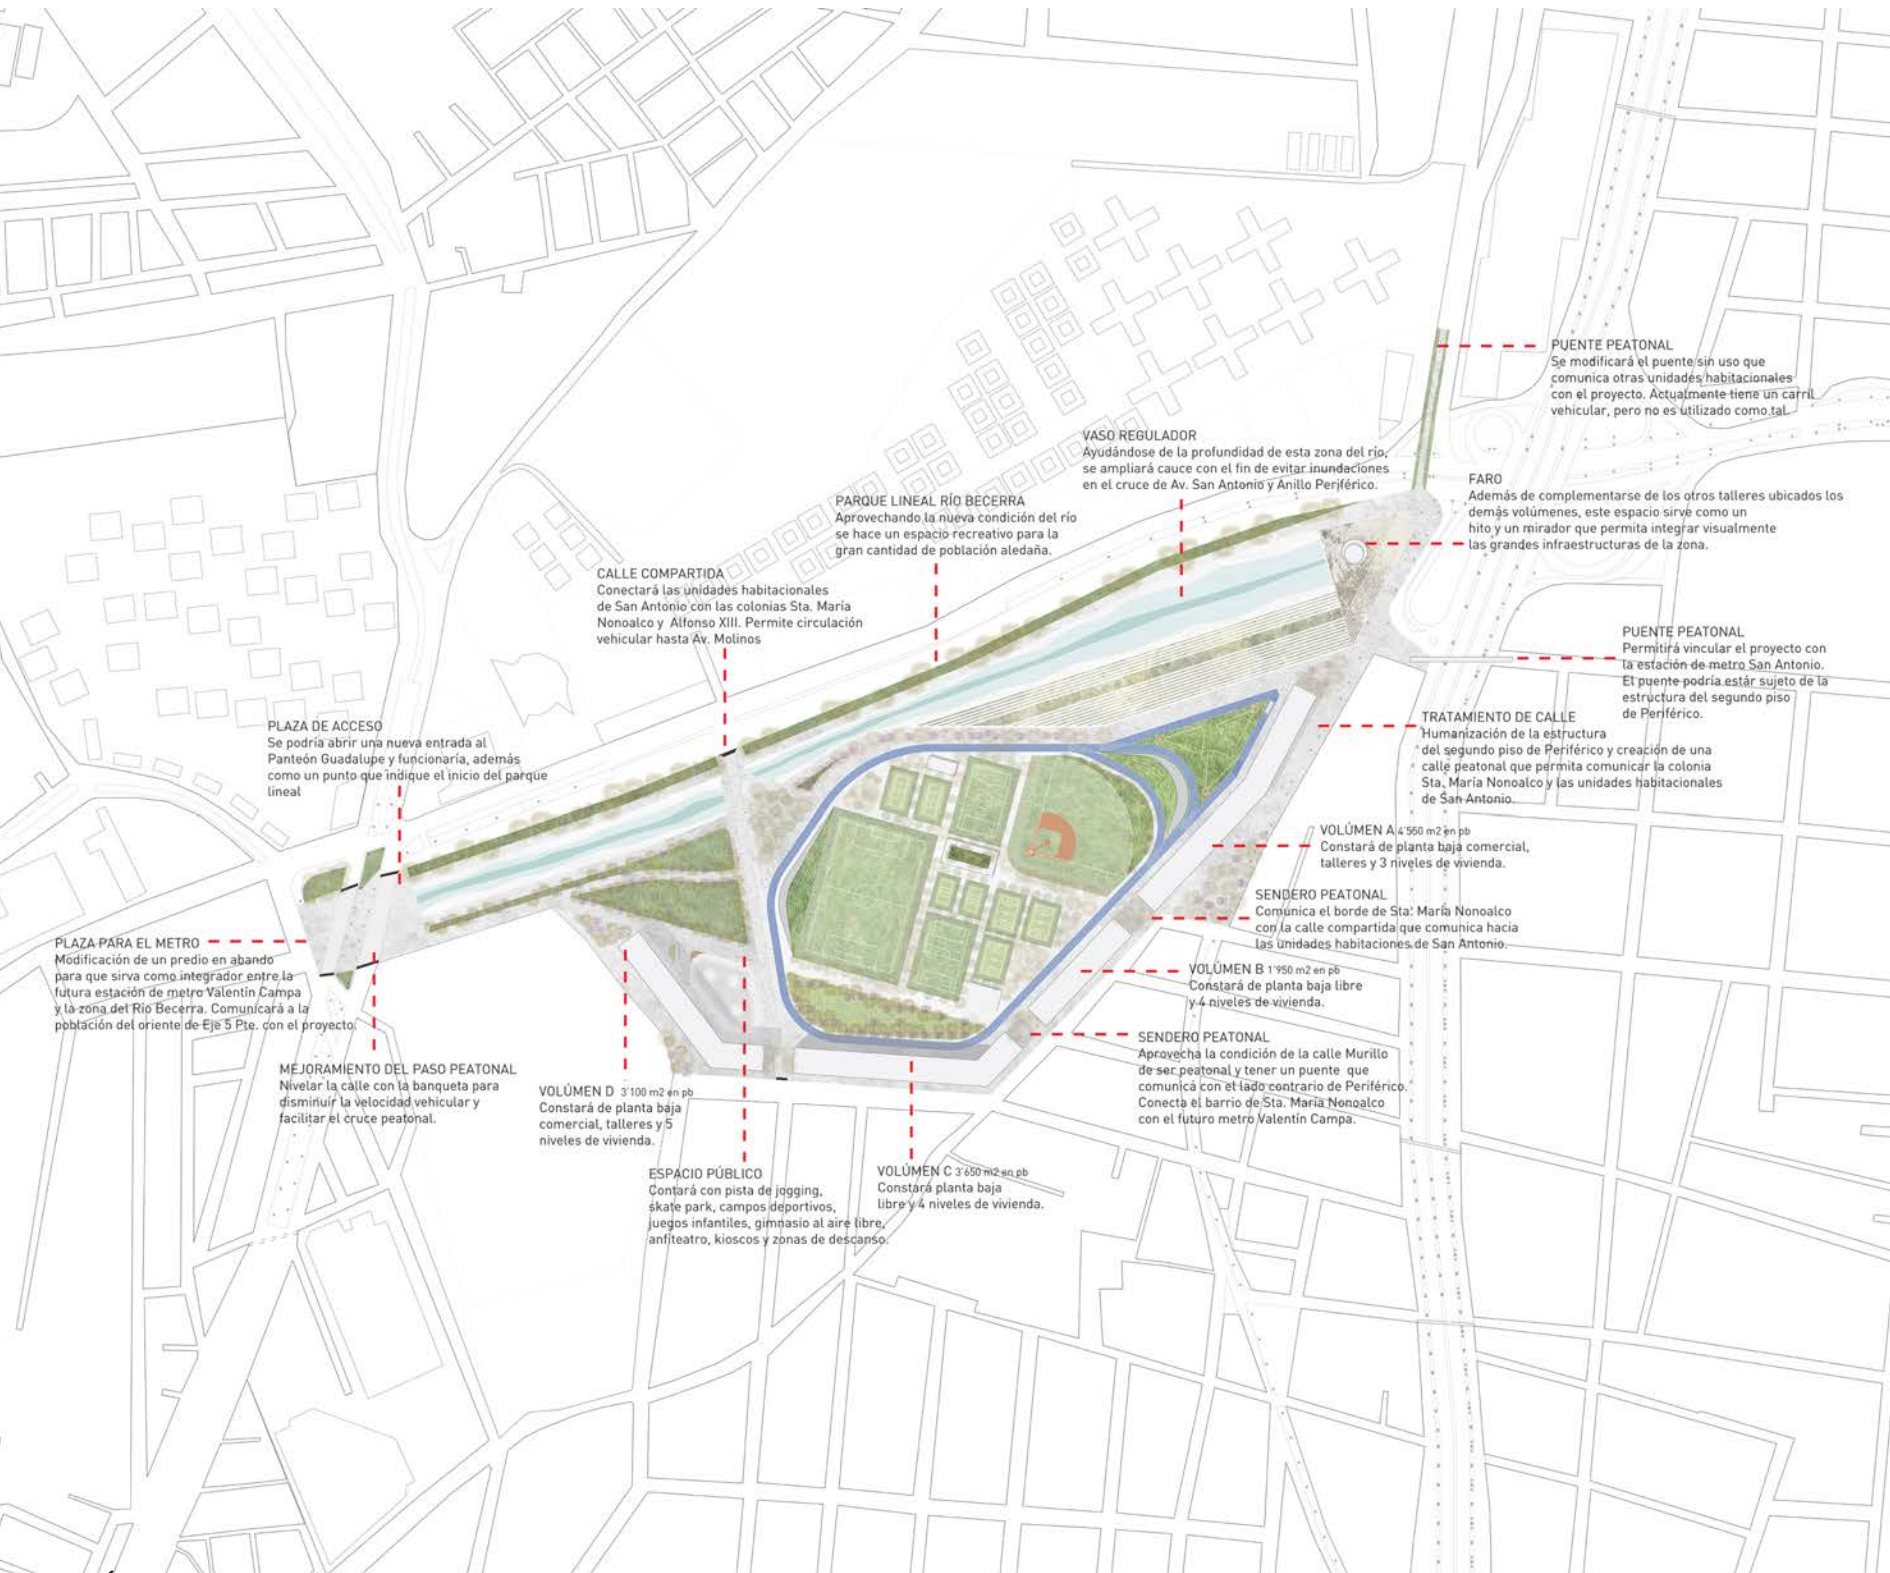 PUENTE PEATONAL
Se modificará el puente sin uso que
comunica otras unidades habitacionales
con el proyecto. Actualmente tiene un carril
vehicular, pero no es utilizado como tal.
VASO REGULADOR
Ayudándose de la profundidad de esta zona del río,
se ampliará cauce con el fin de evitar inundaciones
en el cruce de Av. San Antonio y Anillo Periférico.
FARO
Además de complementarse de los otros talleres ubicados los
demás volúmenes, este espacio sirve como un
hito y un mirador que permita integrar visualmente
las grandes infraestructuras de la zona.
PARQUE LINEAL RÍO BECERRA
Aprovechando la nueva condición del río
se hace un espacio recreativo para la
gran cantidad de población aledaña.
CALLE COMPARTIDA
Conectará las unidades habitacionales
de San Antonio con las colonias Sta. María
Nonoalco y Alfonso XIII. Permite circulación
vehicular hasta Av. Molinos
PUENTE PEATONAL
Permitirá vincular el proyecto con
la estación de metro San Antonio.
El puente podría estár sujeto de la
estructura del segundo piso
de Periférico.
PLAZA DE ACCESO
Se podría abrir una nueva entrada al
Panteón Guadalupe y funcionaría, además
como un punto que indique el inicio del parque
lineal
TRATAMIENTO DE CALLE
Humanización de la estructura
del segundo piso de Periférico y creación de una
calle peatonal que permita comunicar la colonia
Sta. María Nonoalco y las unidades habitacionales
de San Antonio.
VOLÚMEN A 4'550 m2 en pb
Constará de planta baja comercial,
talleres y 3 niveles de vivienda.
SENDERO PEATONAL
Comunica el borde de Sta. María Nonoalco
con la calle compartida que comunica hacia
las unidades habitaciones de San Antonio.
PLAZA PARA EL METRO
Modificación de un predio en abando
para que sirva como integrador entre la
futura estación de metro Valentín Campa
y la zona del Río Becerra. Comunicará a la
población del oriente de Eje 5 Pte. con el proyecto.
VOLÚMEN B 1'950 m2 en pb
Constará de planta baja libre
y 4 niveles de vivienda.
SENDERO PEATONAL
Aprovecha la condición de la calle Murillo
de ser peatonal y tener un puente que
comunica con el lado contrario de Periférico.
Conecta el barrio de Sta. María Nonoalco
con el futuro metro Valentín Campa.
MEJORAMIENTO DEL PASO PEATONAL
Nivelar la calle con la banqueta para
disminuir la velocidad vehicular y
facilitar el cruce peatonal.
VOLÚMEN D 3'100 m2 en pb
Constará de planta baja
comercial, talleres y 5
niveles de vivienda.
ESPACIO PÚBLICO
Contará con pista de jogging,
skate park, campos deportivos,
juegos infantiles, gimnasio al aire libre,
anfiteatro, kioscos y zonas de descanso.
VOLÚMEN C 3'650 m2 en pb
Constará planta baja
libre y 4 niveles de vivienda.